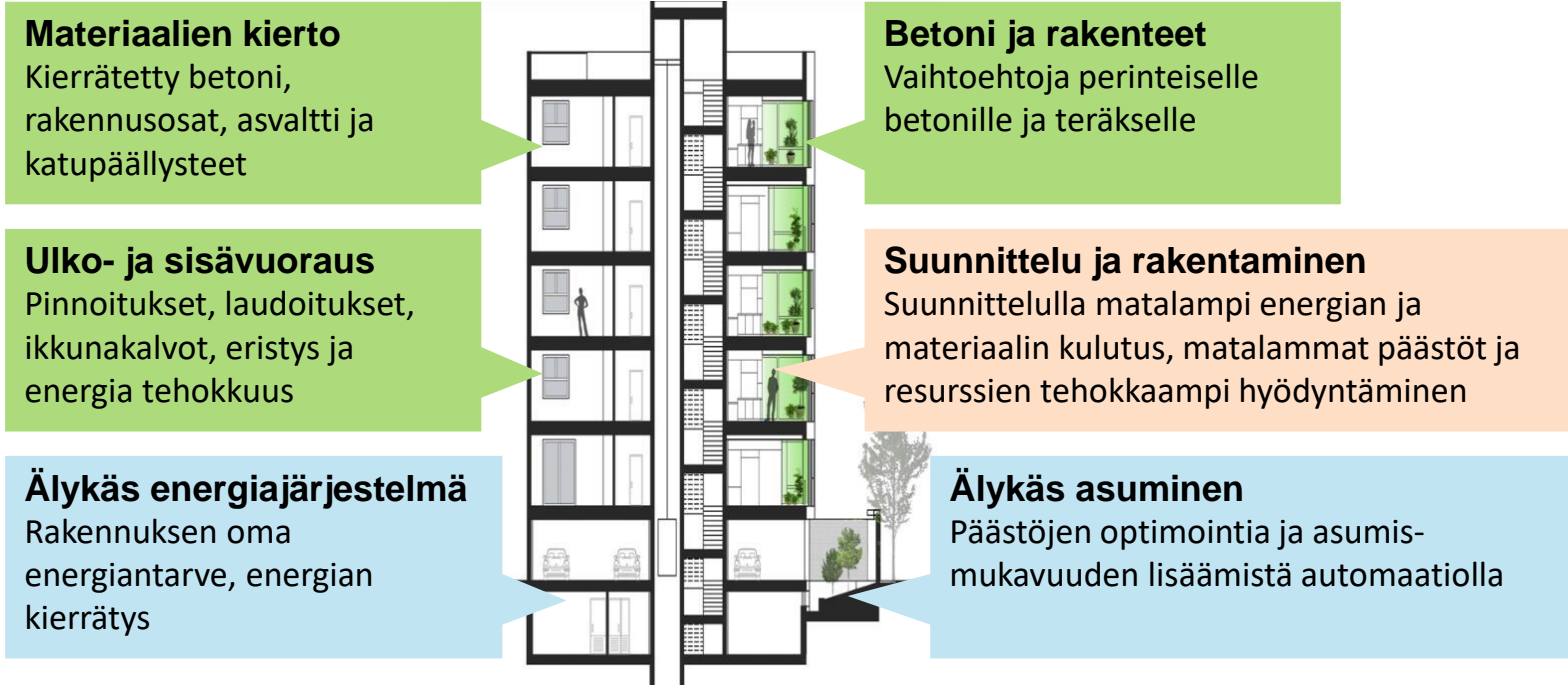 Materiaalien kierto
Kierrätetty betoni,
rakennusosat, asvaltti ja
katupäällysteet
Betoni ja rakenteet
Vaihtoehtoja perinteiselle
betonille ja teräkselle
Ulko- ja sisävuoraus
Pinnoitukset, laudoitukset,
ikkunakalvot, eristys ja
energia tehokkuus
Suunnittelu ja rakentaminen
Suunnittelulla matalampi energian ja
materiaalin kulutus, matalammat päästöt ja
resurssien tehokkaampi hyödyntäminen
Älykäs energiajärjestelmä
Rakennuksen oma
energiantarve, energian
kierrätys
Älykäs asuminen
Päästöjen optimointia ja asumis-
mukavuuden lisäämistä automaatiolla